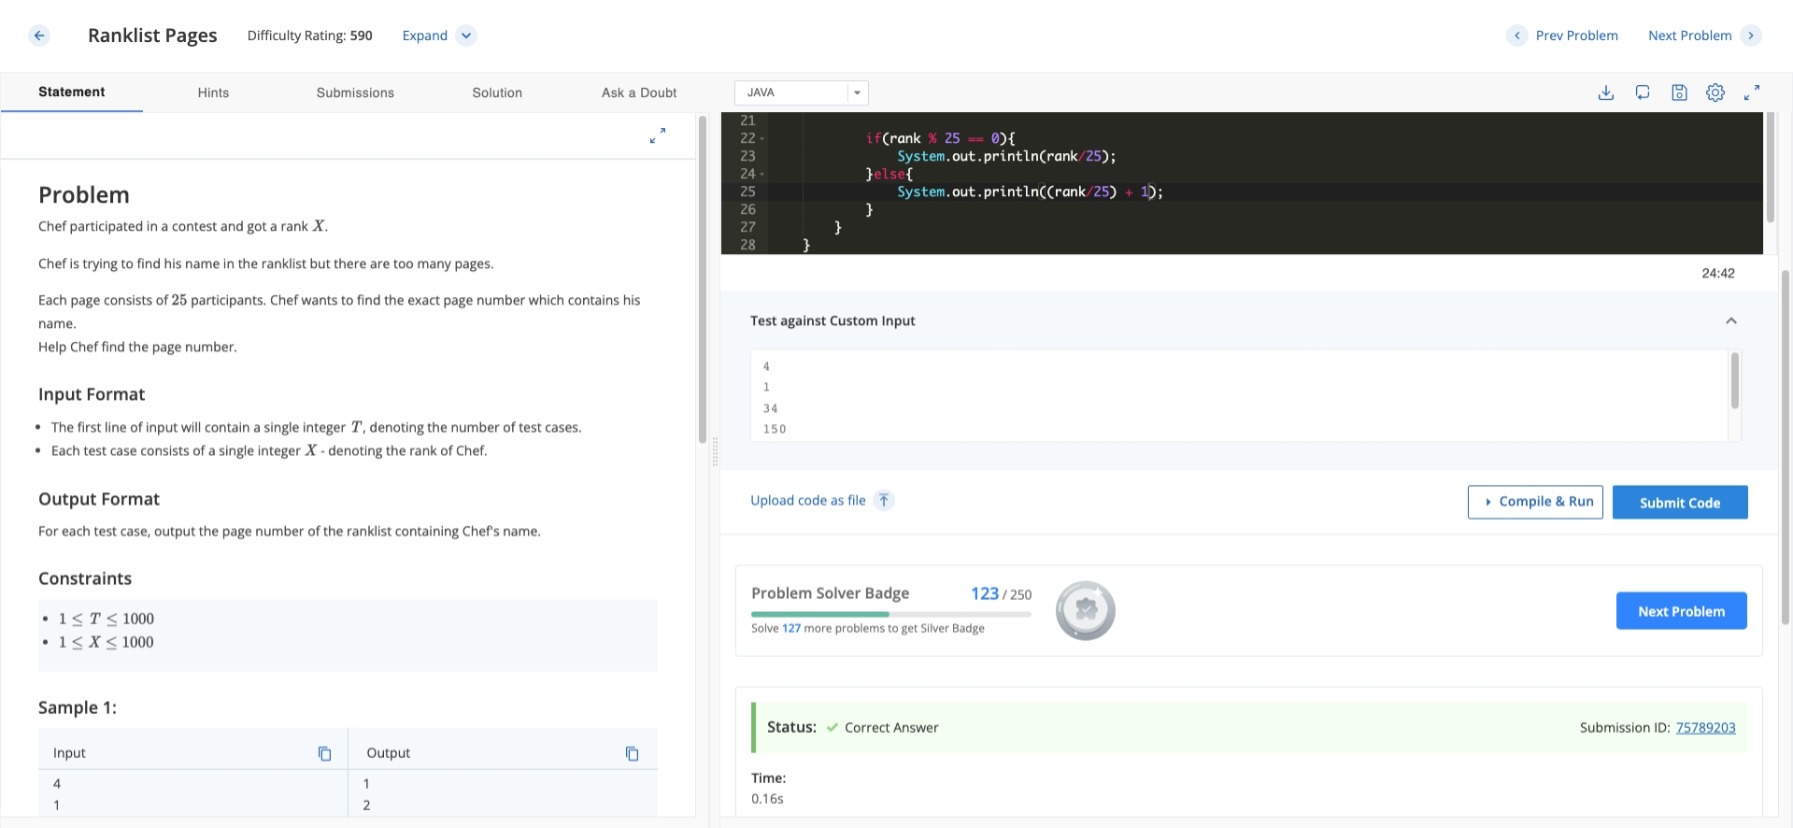 Ranklist Pages Difficulty Rating: 590 Expand Prev Problem Next Problem
Statement Hints Submissions Solution Ask a Doubt
Problem
Chef participated in a contest and got a rank X.
Chef is trying to find his name in the ranklist but there are too many pages.
Each page consists of 25 participants. Chef wants to find the exact page number which contains his
name.
Help Chef find the page number.
Input Format
• The first line of input will contain a single integer T, denoting the number of test cases.
• Each test case consists of a single integer X - denoting the rank of Chef.
Output Format
For each test case, output the page number of the ranklist containing Chef's name.
Constraints
• 1 ≤ T ≤ 1000
• 1 ≤ X ≤ 1000
Sample 1:
Input Output
4 1
1 2
JAVA
21
22 if(rank % 25 == 0){
23 System.out.println(rank/25);
24 }else{
25 System.out.println((rank/25) + 1);
26 }
27 }
28 }
24:42
Test against Custom Input
4
1
34
150
Upload code as file Compile & Run Submit Code
Problem Solver Badge 123 / 250
Solve 127 more problems to get Silver Badge
Next Problem
Status: ✓ Correct Answer Submission ID: 75789203
Time:
0.16s